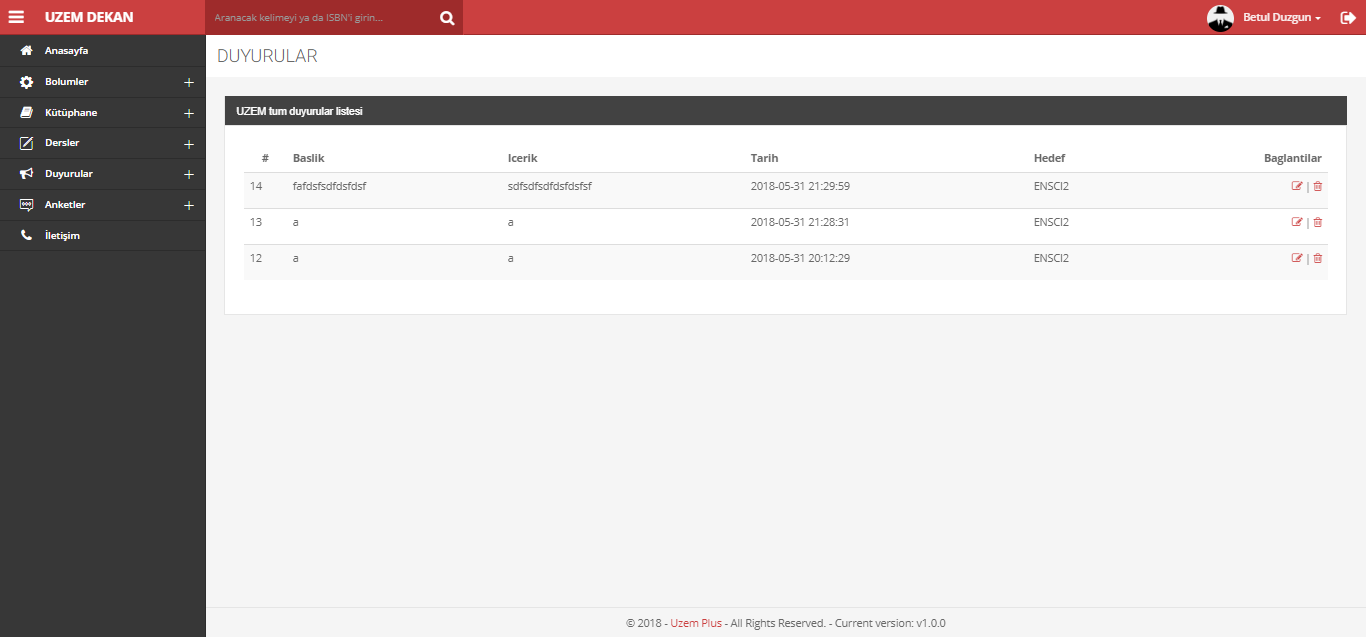 UZEM DEKAN
Aranacak kelimeyi ya da ISBN'i girin...
Betul Duzgun
Anasayfa
Bolumler
Kütüphane
Dersler
Duyurular
Anketler
İletişim
DUYURULAR
UZEM tum duyurular listesi
# Baslik Icerik Tarih Hedef Baglantilar
14 fafdsfsdfdsfdsf sdfsdfsdfdsfdsfsf 2018-05-31 21:29:59 ENSCI2 |
13 a a 2018-05-31 21:28:31 ENSCI2 |
12 a a 2018-05-31 20:12:29 ENSCI2 |
© 2018 - Uzem Plus - All Rights Reserved. - Current version: v1.0.0